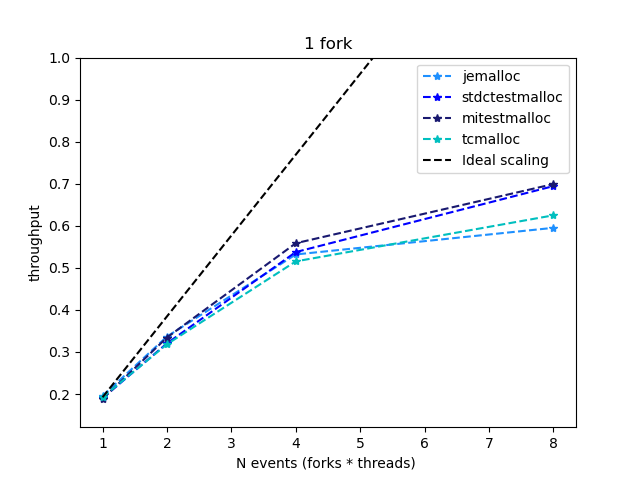 1 fork
jemalloc
stdctestmalloc
mitestmalloc
tcmalloc
Ideal scaling
throughput
1.0
0.9
0.8
0.7
0.6
0.5
0.4
0.3
0.2
1 2 3 4 5 6 7 8
N events (forks * threads)